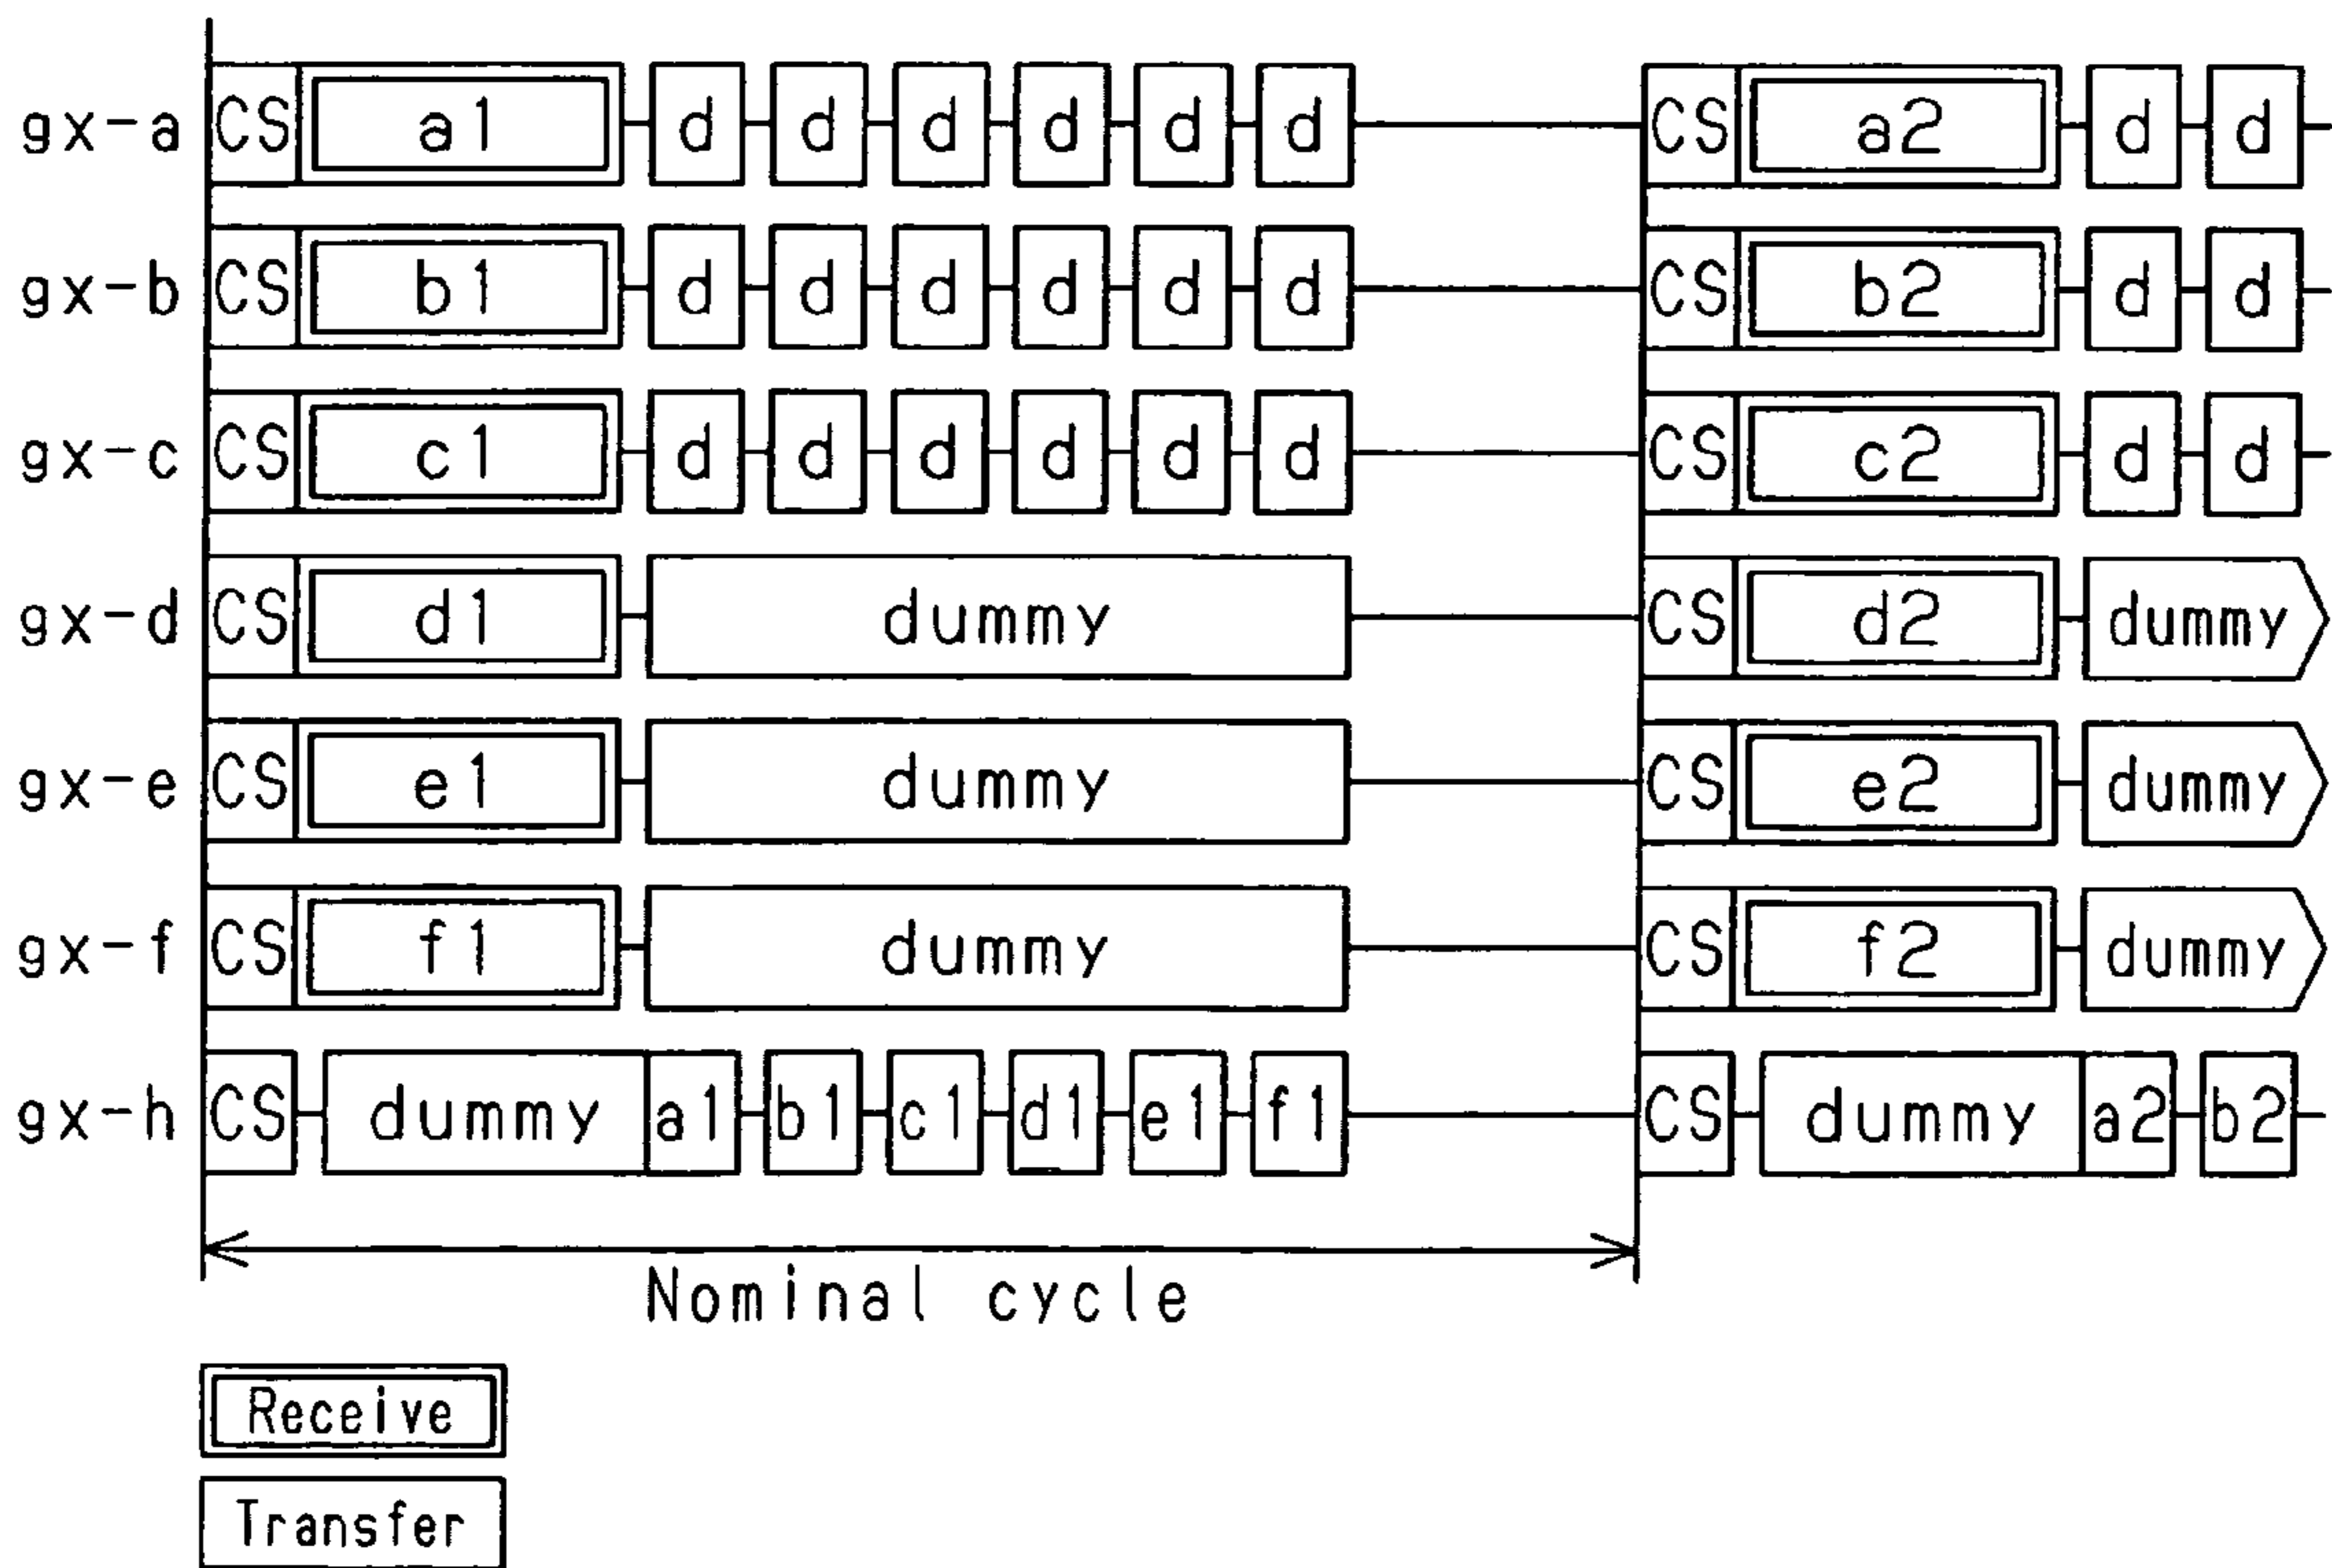 gx-a CS a1 d d d d d d CS a2 d d
gx-b CS b1 d d d d d d CS b2 d d
gx-c CS c1 d d d d d d CS c2 d d
gx-d CS d1 dummy CS d2 dummy
gx-e CS e1 dummy CS e2 dummy
gx-f CS f1 dummy CS f2 dummy
gx-h CS dummy a1 b1 c1 d1 e1 f1 CS dummy a2 b2
Nominal cycle
Receive
Transfer